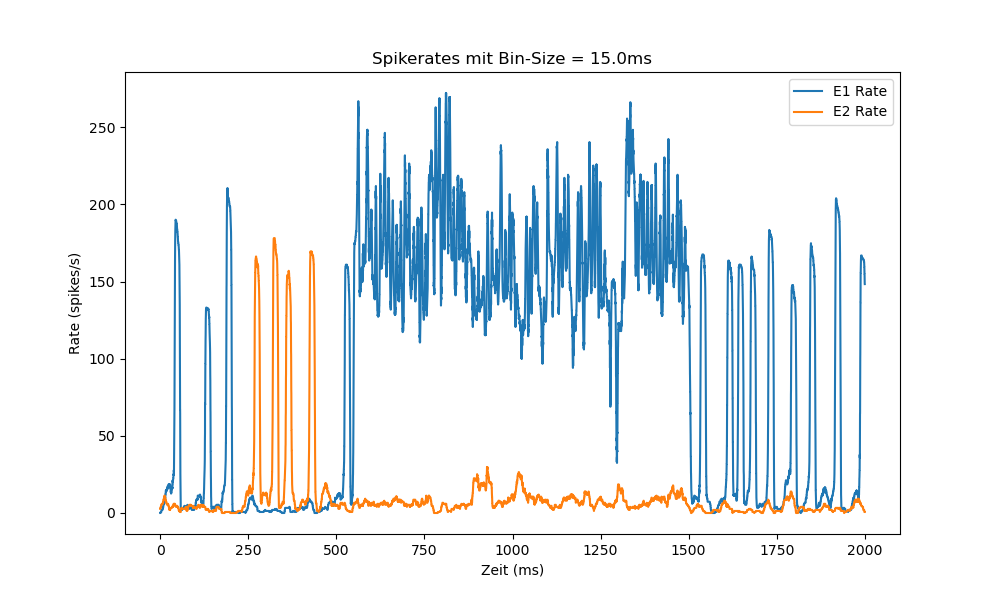 Spikerates mit Bin-Size = 15.0ms
E1 Rate
E2 Rate
Rate (spikes/s)
250
200
150
100
50
0
0 250 500 750 1000 1250 1500 1750 2000
Zeit (ms)